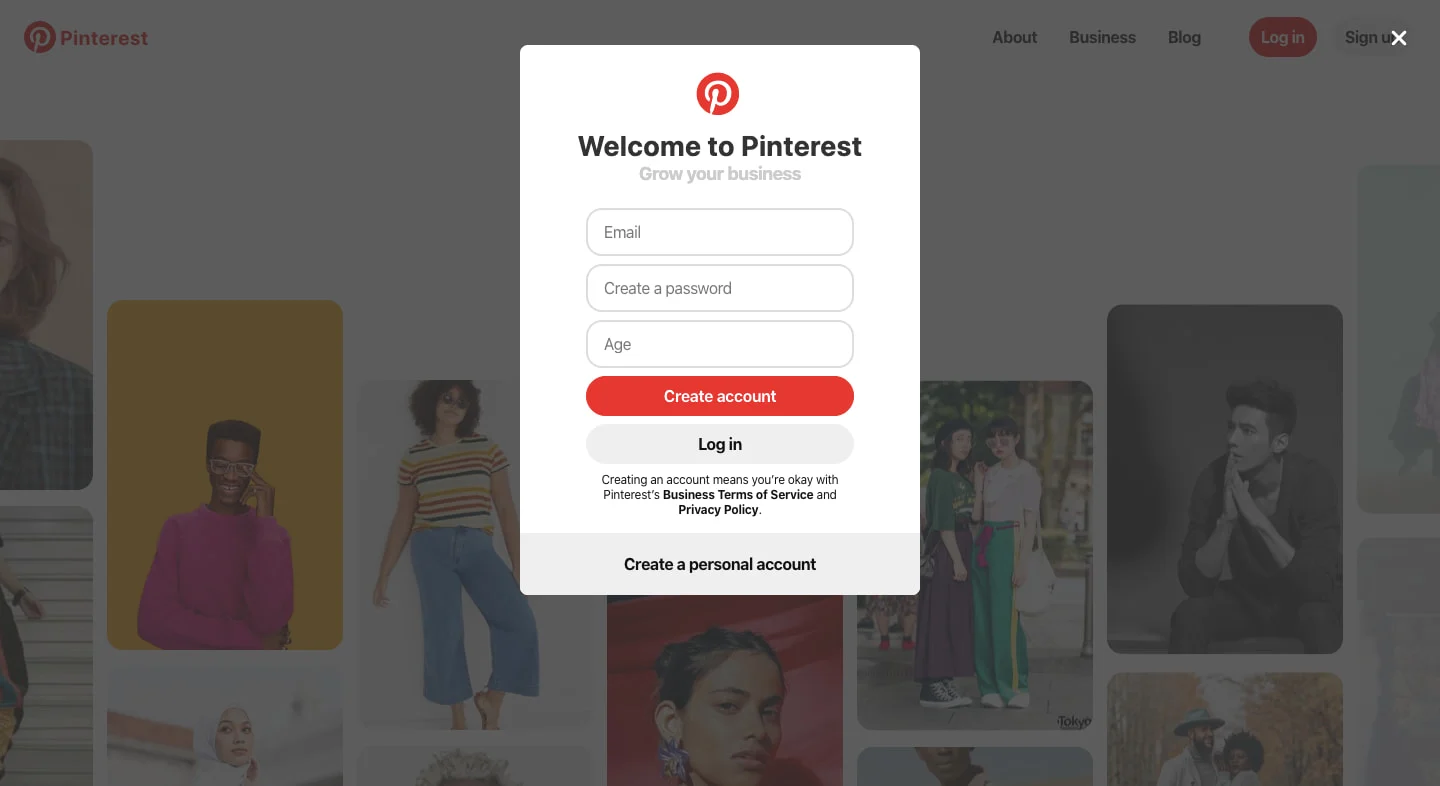 Pinterest
About
Business
Blog
Log in
Welcome to Pinterest
Grow your business
Email
Create a password
Age
Create account
Log in
Creating an account means you’re okay with
Pinterest’s Business Terms of Service and
Privacy Policy.
Create a personal account
Tokyo